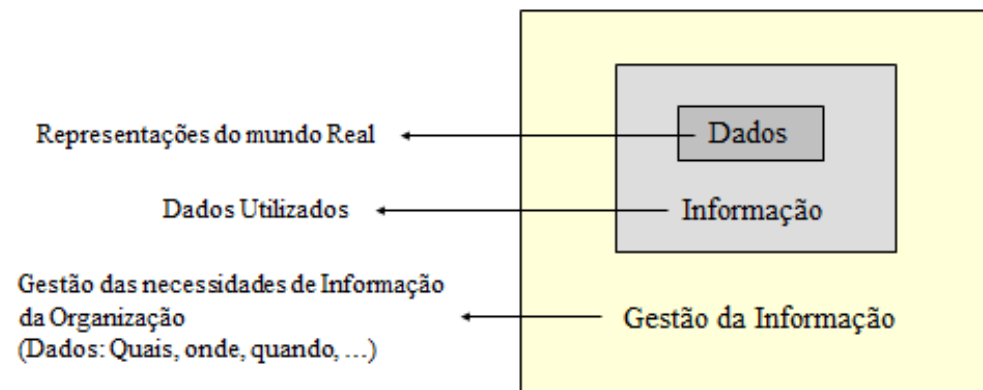 Representações do mundo Real
Dados
Dados Utilizados
Informação
Gestão das necessidades de Informação
da Organização
(Dados: Quais, onde, quando, ...)
Gestão da Informação